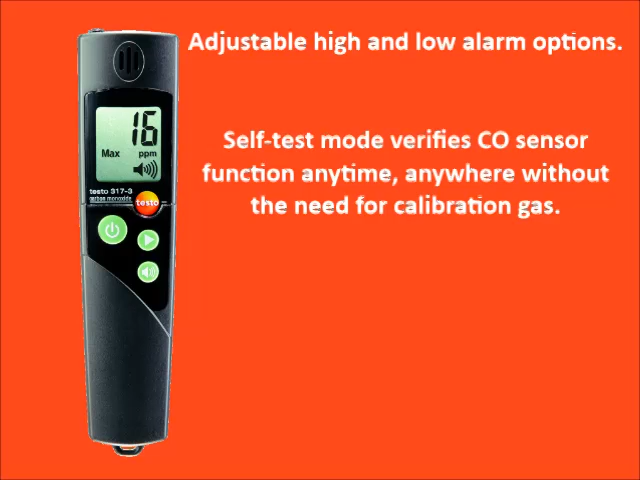 Adjustable high and low alarm options.
Self-test mode verifies CO sensor
function anytime, anywhere without
the need for calibration gas.
16
Max ppm
testo 317-3
carbon monoxide
testo